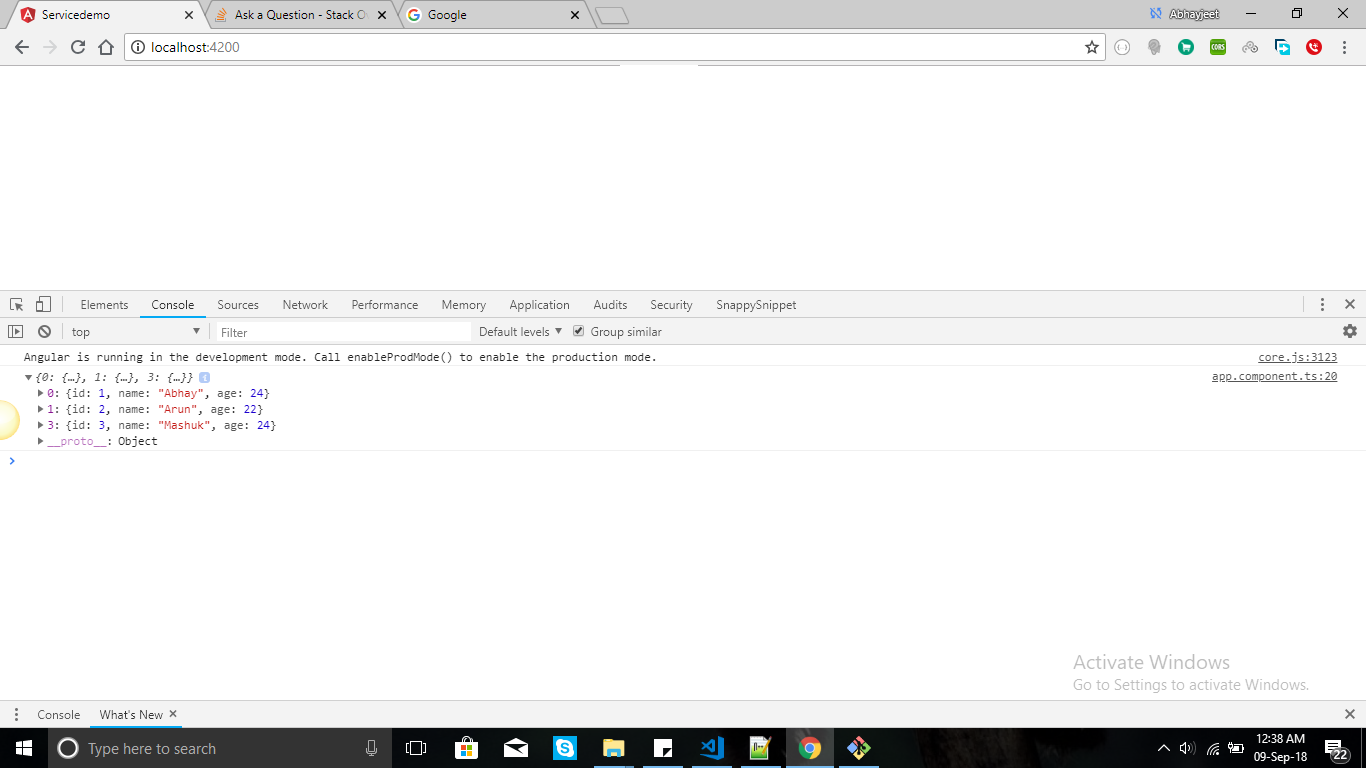 Servicedemo
Ask a Question - Stack O
Google
Abhayjeet
localhost:4200
CORS
Elements Console Sources Network Performance Memory Application Audits Security SnappySnippet
top Filter Default levels Group similar
Angular is running in the development mode. Call enableProdMode() to enable the production mode. core.js:3123
{0: {…}, 1: {…}, 3: {…}} app.component.ts:20
0: {id: 1, name: "Abhay", age: 24}
1: {id: 2, name: "Arun", age: 22}
3: {id: 3, name: "Mashuk", age: 24}
__proto__: Object
Activate Windows
Go to Settings to activate Windows.
Console What's New
Type here to search
12:38 AM
09-Sep-18
22